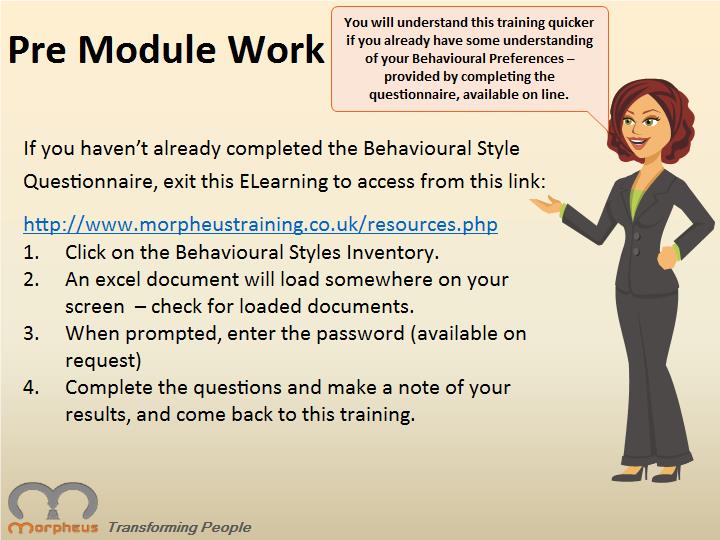 Pre Module Work
You will understand this training quicker
if you already have some understanding
of your Behavioural Preferences –
provided by completing the
questionnaire, available on line.
If you haven't already completed the Behavioural Style
Questionnaire, exit this ELearning to access from this link:
http://www.morpheustraining.co.uk/resources.php
1. Click on the Behavioural Styles Inventory.
2. An excel document will load somewhere on your
screen – check for loaded documents.
3. When prompted, enter the password (available on
request)
4. Complete the questions and make a note of your
results, and come back to this training.
morpheus Transforming People